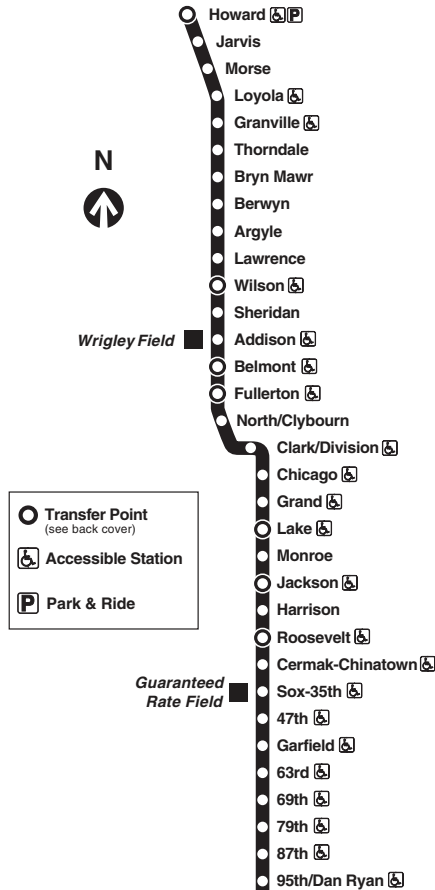 Howard P
Jarvis
Morse
Loyola
Granville
Thorndale
N
Bryn Mawr
Berwyn
Argyle
Lawrence
Wilson
Sheridan
Wrigley Field
Addison
Belmont
Fullerton
North/Clybourn
Clark/Division
Chicago
Grand
Lake
Monroe
Jackson
Harrison
Roosevelt
Cermak-Chinatown
Guaranteed
Rate Field
Sox-35th
47th
Garfield
63rd
69th
79th
87th
95th/Dan Ryan
Transfer Point
(see back cover)
Accessible Station
P Park & Ride